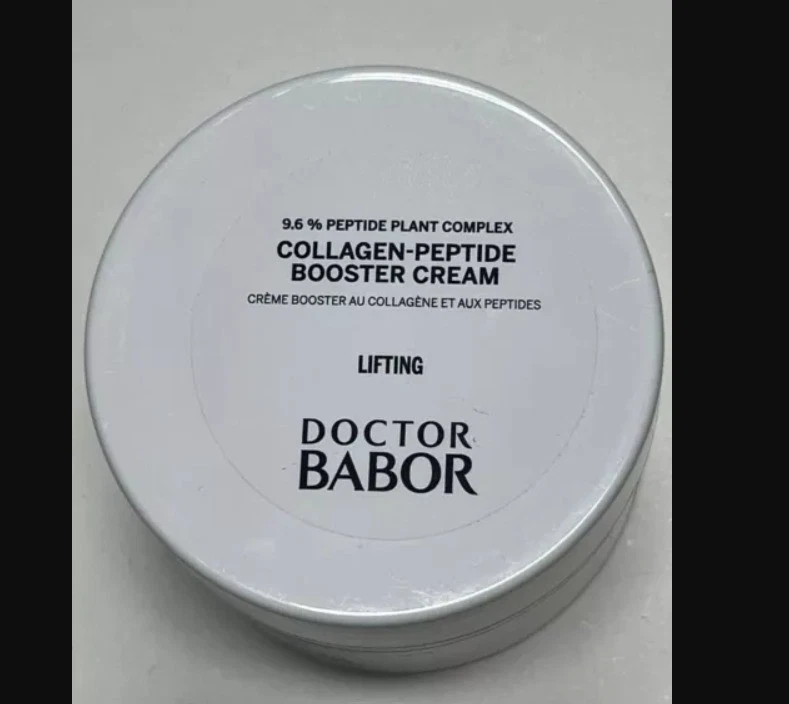 9.6 % PEPTIDE PLANT COMPLEX
COLLAGEN-PEPTIDE
BOOSTER CREAM
CRÈME BOOSTER AU COLLAGÈNE ET AUX PEPTIDES
LIFTING
DOCTOR
BABOR